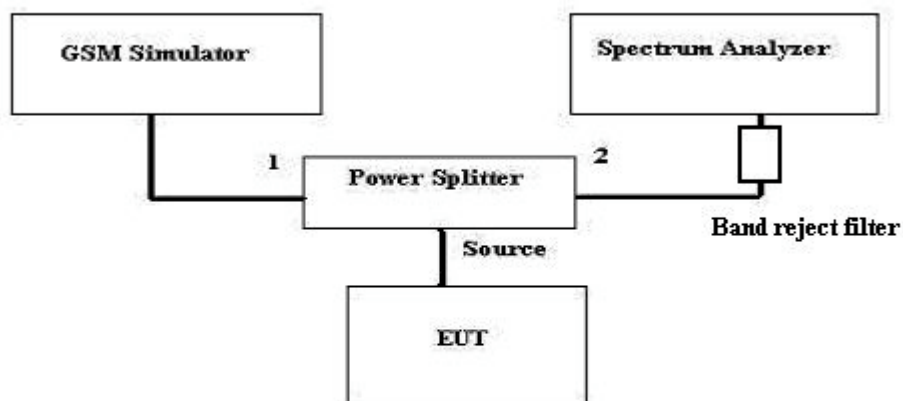 GSM Simulator
Spectrum Analyzer
1
2
Power Splitter
Band reject filter
Source
EUT